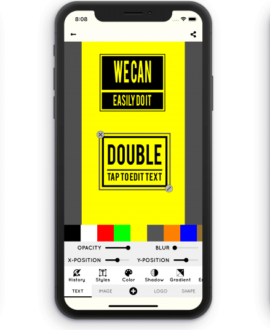 8:08
WE CAN
EASILY DO IT
DOUBLE
TAP TO EDIT TEXT
OPACITY BLUR
X-POSITION Y-POSITION
History Styles Color Shadow Gradient
TEXT IMAGE LOGO SHAPE